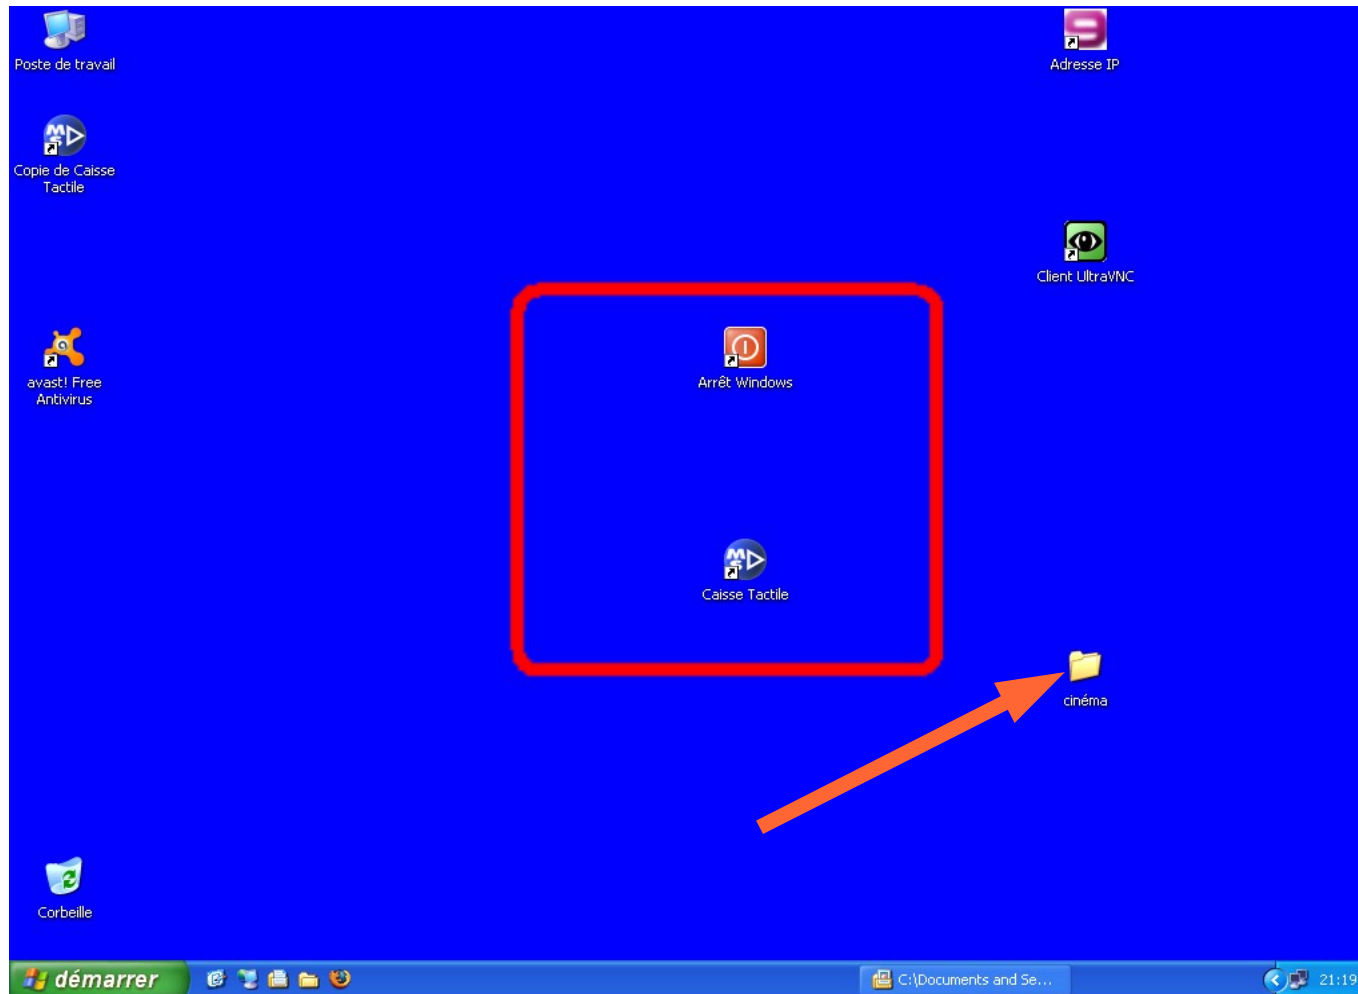 Poste de travail
Adresse IP
Copie de Caisse
Tactile
Client UltraVNC
avast! Free
Antivirus
Arrêt Windows
Caisse Tactile
cinéma
Corbeille
démarrer
C:\Documents and Se...
21:19